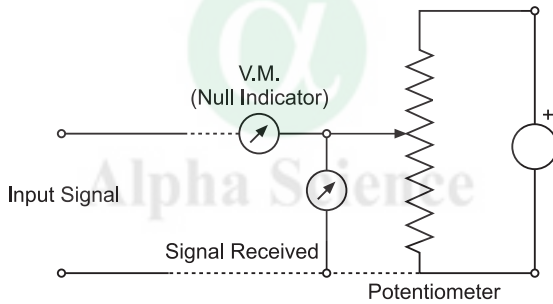 V.M.
(Null Indicator)
+
Input Signal
Alpha Science
Signal Received
Potentiometer